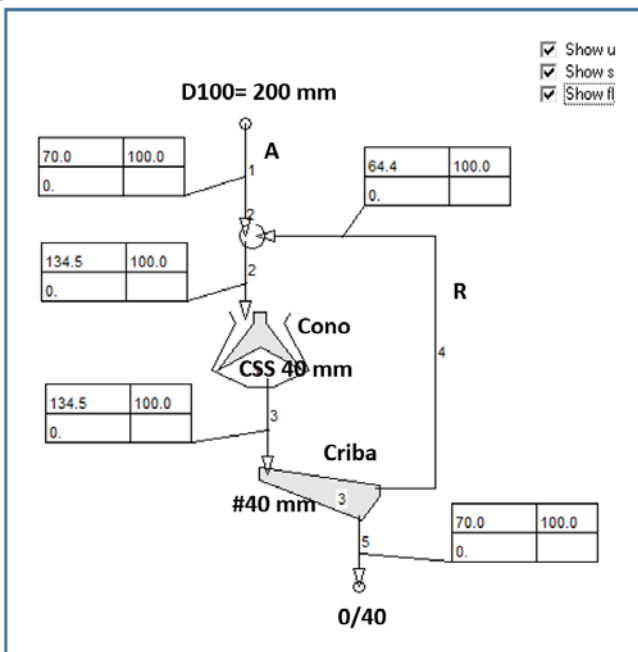 Show u
Show s
Show fl
D100= 200 mm
70.0 100.0
0.
A
1
64.4 100.0
0.
2
134.5 100.0
0.
2
R
Cono
CSS 40 mm
4
134.5 100.0
0.
3
Criba
#40 mm
3
70.0 100.0
0.
5
0/40